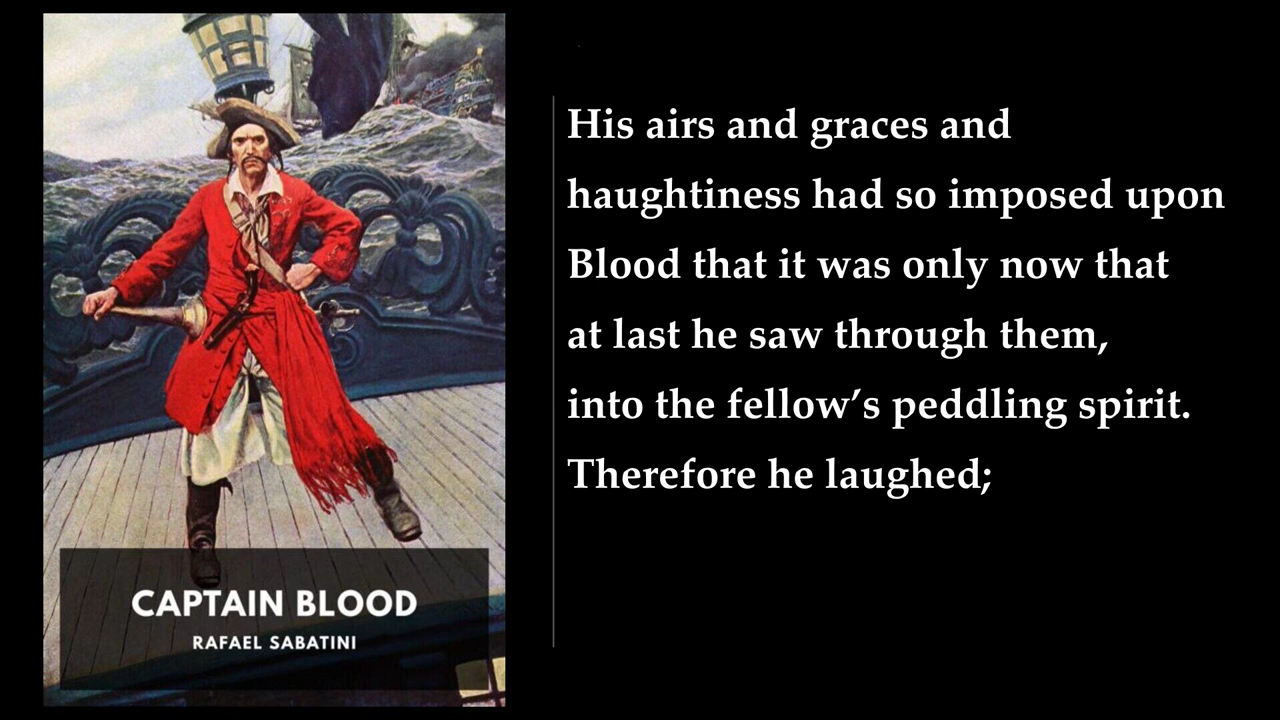 His airs and graces and
haughtiness had so imposed upon
Blood that it was only now that
at last he saw through them,
into the fellow’s peddling spirit.
Therefore he laughed;
CAPTAIN BLOOD
RAFAEL SABATINI